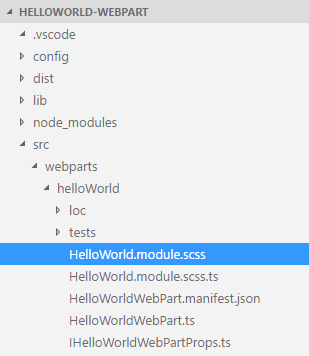 HELLOWORLD-WEBPART
.vscode
config
dist
lib
node_modules
src
webparts
helloWorld
loc
tests
HelloWorld.module.scss
HelloWorld.module.scss.ts
HelloWorldWebPart.manifest.json
HelloWorldWebPart.ts
IHelloWorldWebPartProps.ts